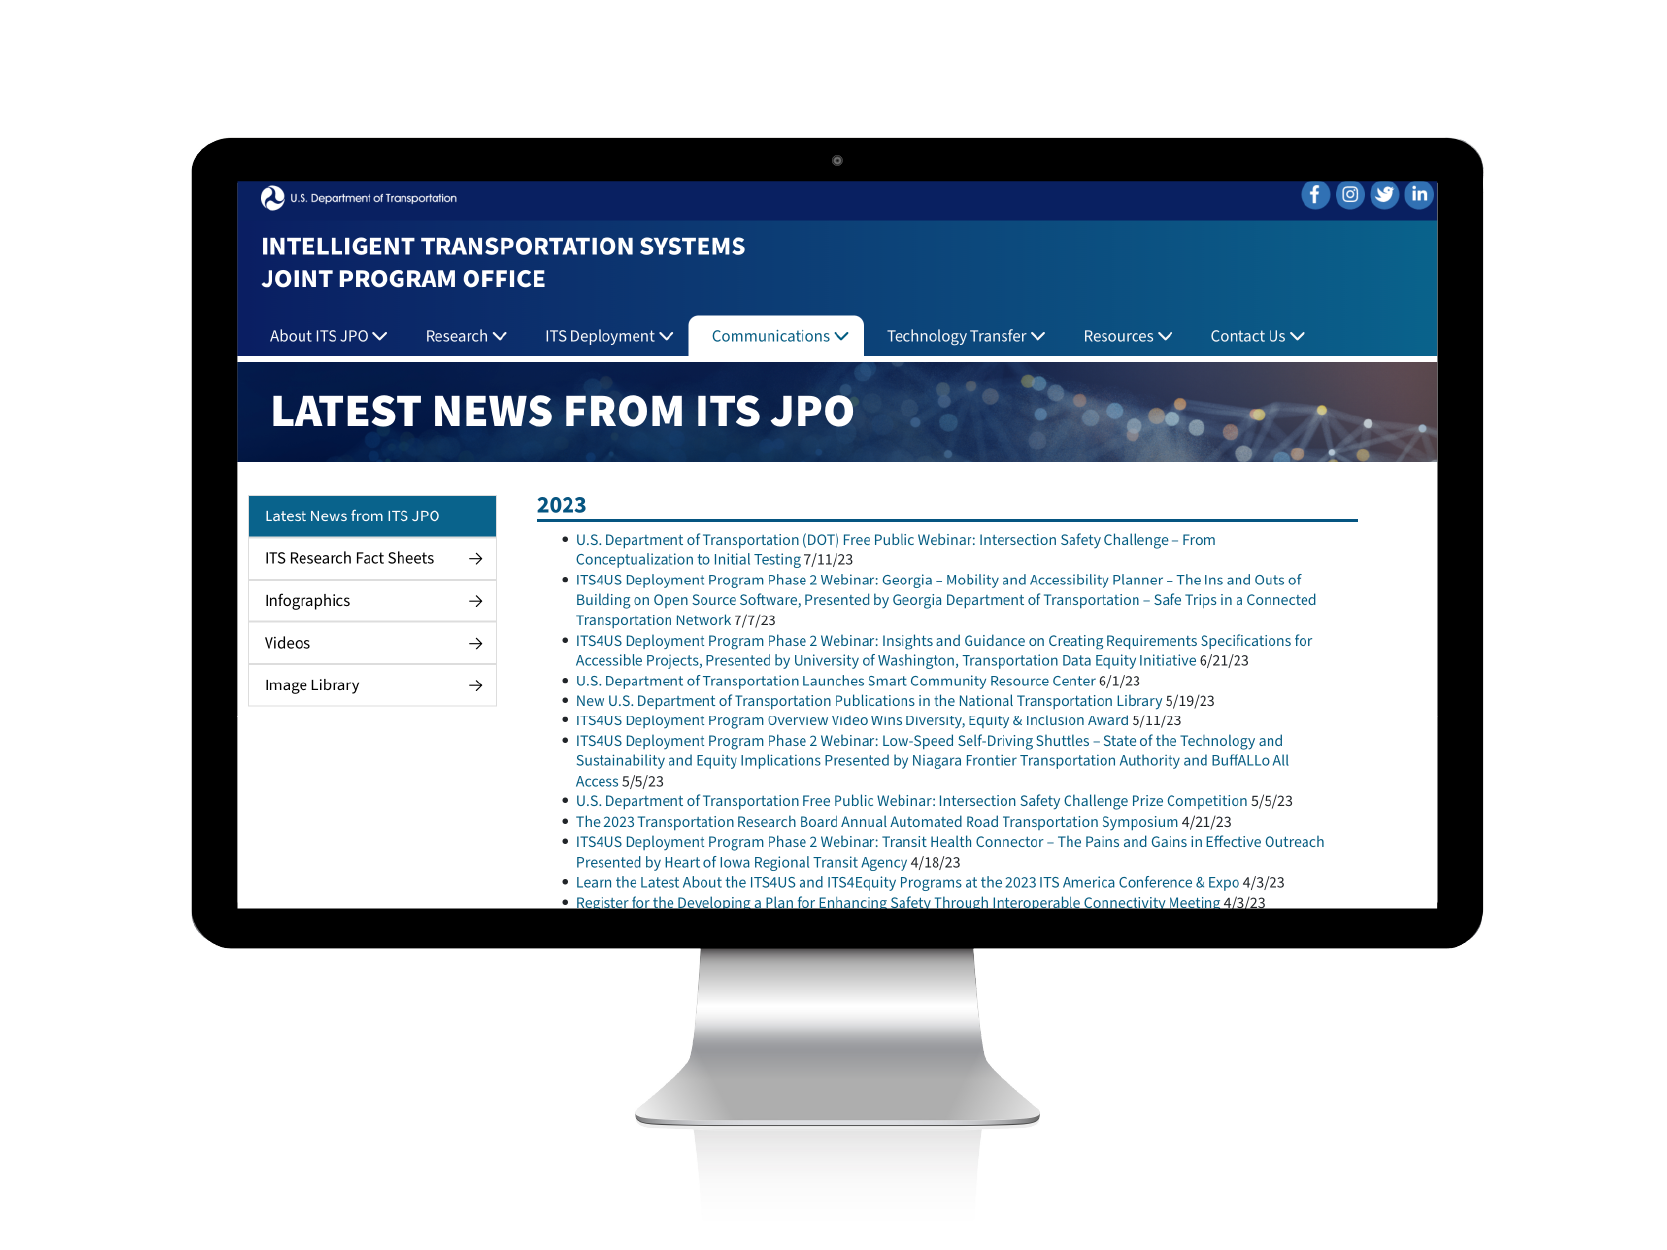 U.S. Department of Transportation
INTELLIGENT TRANSPORTATION SYSTEMS
JOINT PROGRAM OFFICE
About ITS JPO
Research
ITS Deployment
Communications
Technology Transfer
Resources
Contact Us
LATEST NEWS FROM ITS JPO
Latest News from ITS JPO
ITS Research Fact Sheets
Infographics
Videos
Image Library
2023
• U.S. Department of Transportation (DOT) Free Public Webinar: Intersection Safety Challenge – From
Conceptualization to Initial Testing 7/11/23
• ITS4US Deployment Program Phase 2 Webinar: Georgia – Mobility and Accessibility Planner – The Ins and Outs of
Building on Open Source Software, Presented by Georgia Department of Transportation – Safe Trips in a Connected
Transportation Network 7/7/23
• ITS4US Deployment Program Phase 2 Webinar: Insights and Guidance on Creating Requirements Specifications for
Accessible Projects, Presented by University of Washington, Transportation Data Equity Initiative 6/21/23
• U.S. Department of Transportation Launches Smart Community Resource Center 6/1/23
• New U.S. Department of Transportation Publications in the National Transportation Library 5/19/23
• ITS4US Deployment Program Overview Video Wins Diversity, Equity & Inclusion Award 5/11/23
• ITS4US Deployment Program Phase 2 Webinar: Low-Speed Self-Driving Shuttles – State of the Technology and
Sustainability and Equity Implications Presented by Niagara Frontier Transportation Authority and BuffALLo All
Access 5/5/23
• U.S. Department of Transportation Free Public Webinar: Intersection Safety Challenge Prize Competition 5/5/23
• The 2023 Transportation Research Board Annual Automated Road Transportation Symposium 4/21/23
• ITS4US Deployment Program Phase 2 Webinar: Transit Health Connector – The Pains and Gains in Effective Outreach
Presented by Heart of Iowa Regional Transit Agency 4/18/23
• Learn the Latest About the ITS4US and ITS4Equity Programs at the 2023 ITS America Conference & Expo 4/3/23
• Register for the Developing a Plan for Enhancing Safety Through Interoperable Connectivity Meeting 4/3/23